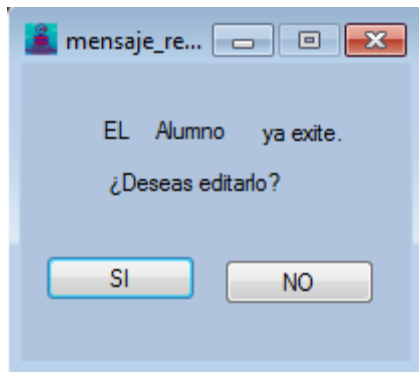 mensaje_re...
EL Alumno ya exite.
¿Deseas editarlo?
SI NO